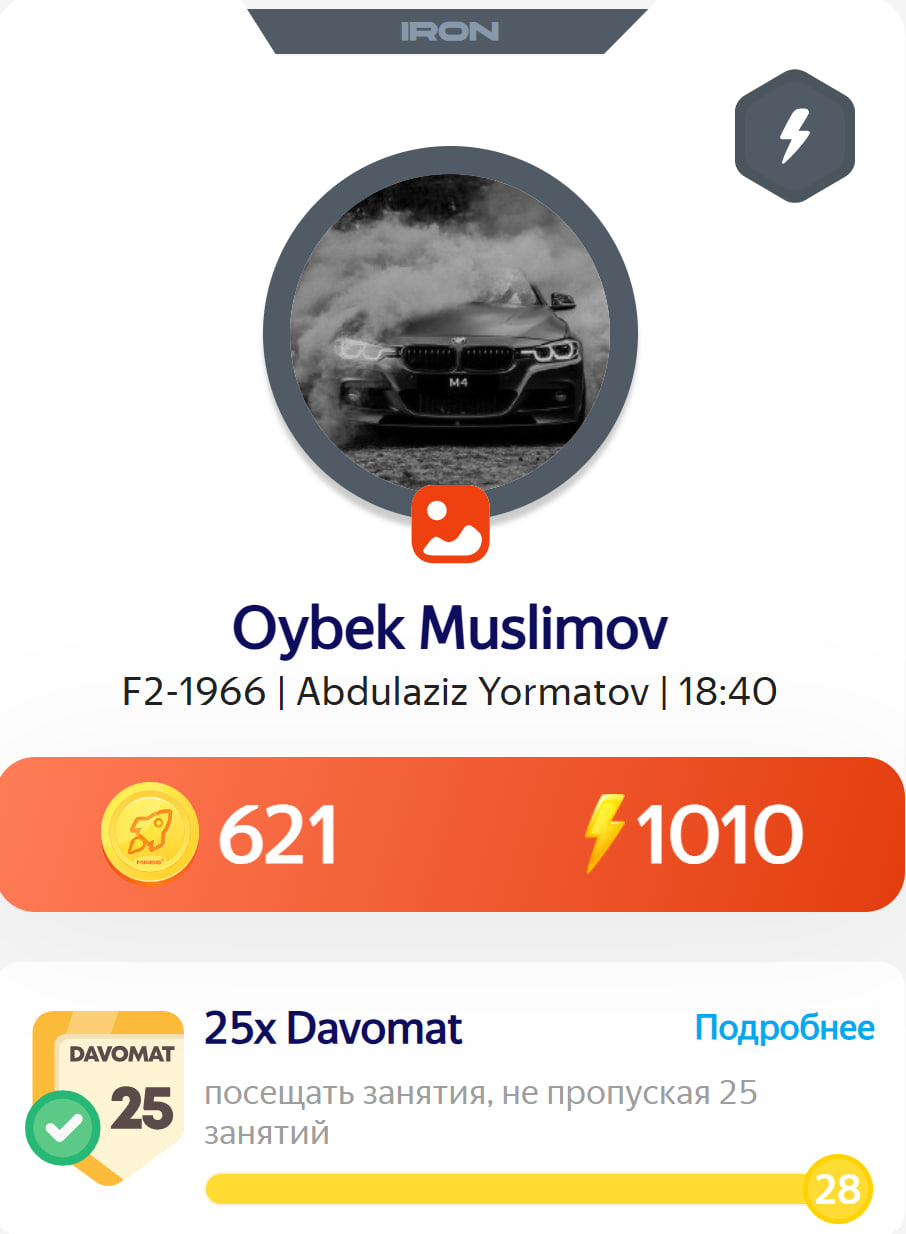 IRON
M4
Oybek Muslimov
F2-1966 | Abdulaziz Yormatov | 18:40
MARS
621
1010
DAVOMAT
25
25x Davomat
Подробнее
посещать занятия, не пропуская 25
занятий
28